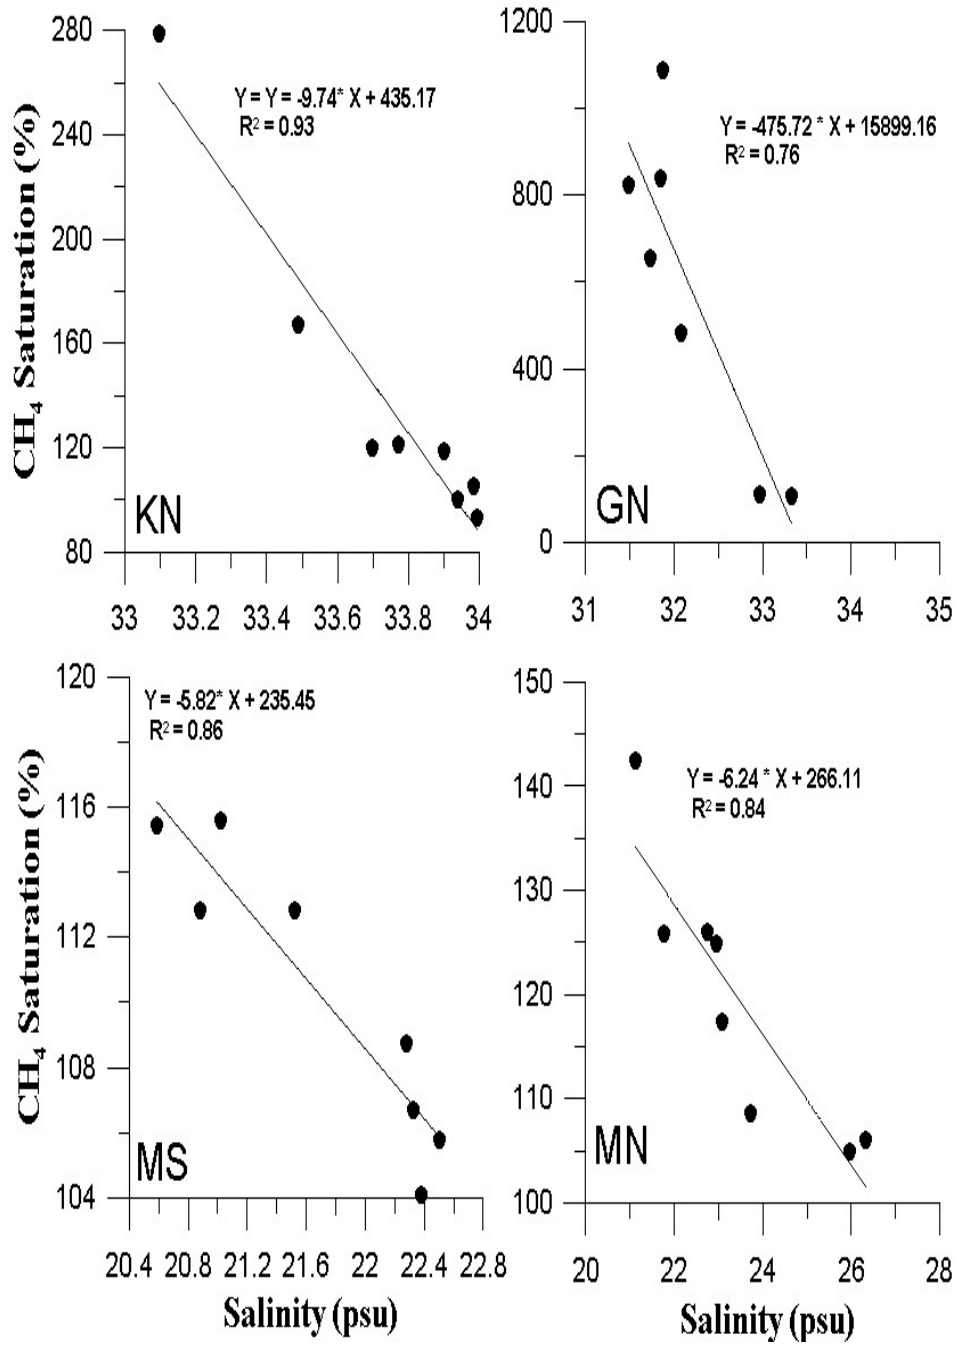 CH₄ Saturation (%)
280
240
200
160
120
80
Y = Y = -9.74* X + 435.17
R² = 0.93
KN
33 33.2 33.4 33.6 33.8 34
1200
800
400
0
Y = -475.72 * X + 15899.16
R² = 0.76
GN
31 32 33 34 35
CH₄ Saturation (%)
120
116
112
108
104
Y = -5.82* X + 235.45
R² = 0.86
MS
20.4 20.8 21.2 21.6 22 22.4 22.8
Salinity (psu)
150
140
130
120
110
100
Y = -6.24 * X + 266.11
R² = 0.84
MN
20 22 24 26 28
Salinity (psu)